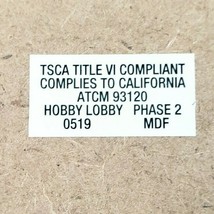 TSCA TITLE VI COMPLIANT
COMPLIES TO CALIFORNIA
ATCM 93120
HOBBY LOBBY PHASE 2
0519 MDF